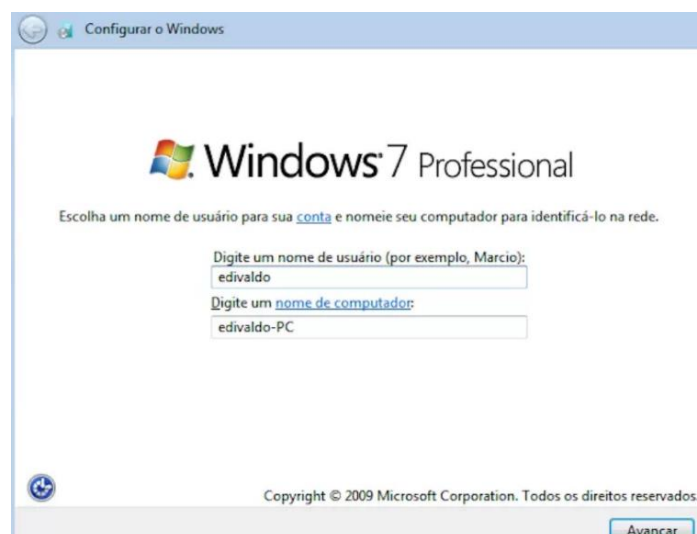 Configurar o Windows
Windows 7 Professional
Escolha um nome de usuário para sua conta e nomeie seu computador para identificá-lo na rede.
Digite um nome de usuário (por exemplo, Marcio):
edivaldo
Digite um nome de computador:
edivaldo-PC
Copyright © 2009 Microsoft Corporation. Todos os direitos reservados.
Avançar